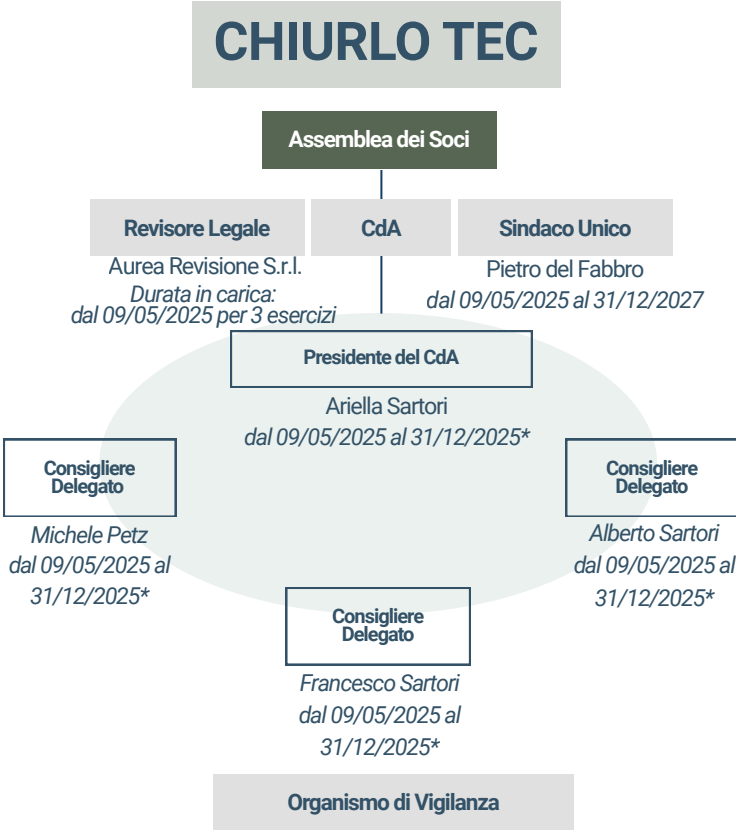 CHIURLO TEC
Assemblea dei Soci
Revisore Legale
Aurea Revisione S.r.l.
Durata in carica:
dal 09/05/2025 per 3 esercizi
CdA
Sindaco Unico
Pietro del Fabbro
dal 09/05/2025 al 31/12/2027
Presidente del CdA
Ariella Sartori
dal 09/05/2025 al 31/12/2025*
Consigliere
Delegato
Michele Petz
dal 09/05/2025 al
31/12/2025*
Consigliere
Delegato
Alberto Sartori
dal 09/05/2025 al
31/12/2025*
Consigliere
Delegato
Francesco Sartori
dal 09/05/2025 al
31/12/2025*
Organismo di Vigilanza